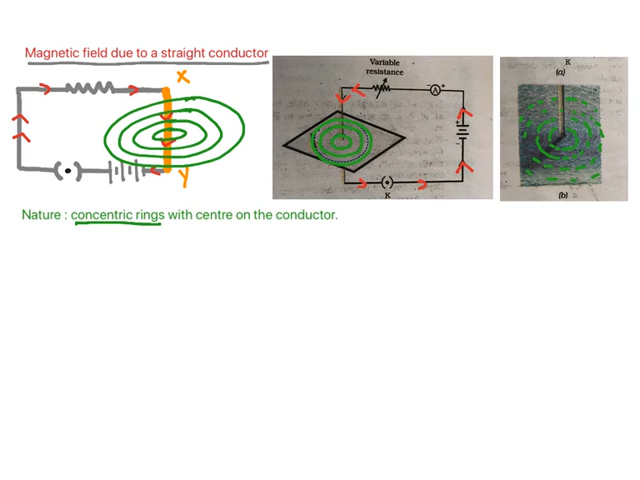 Magnetic field due to a straight conductor
X
Y
Variable
resistance
A
+
K
K
(a)
(b)
Nature : concentric rings with centre on the conductor.